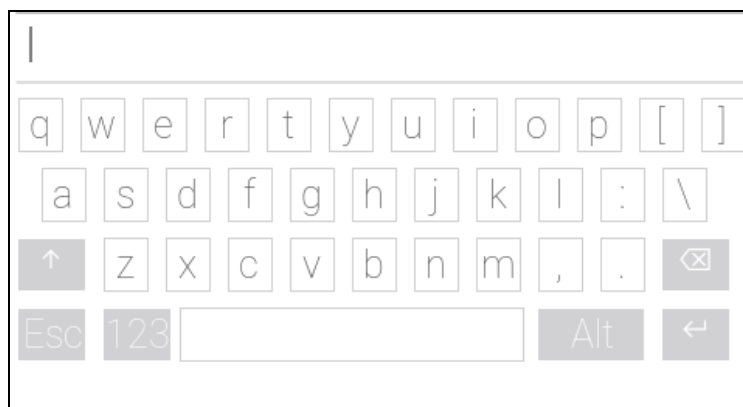 q w e r t y u i o p [ ]
a s d f g h j k l : \
↑ z x c v b n m , . ⌫
Esc 123 Alt ↵